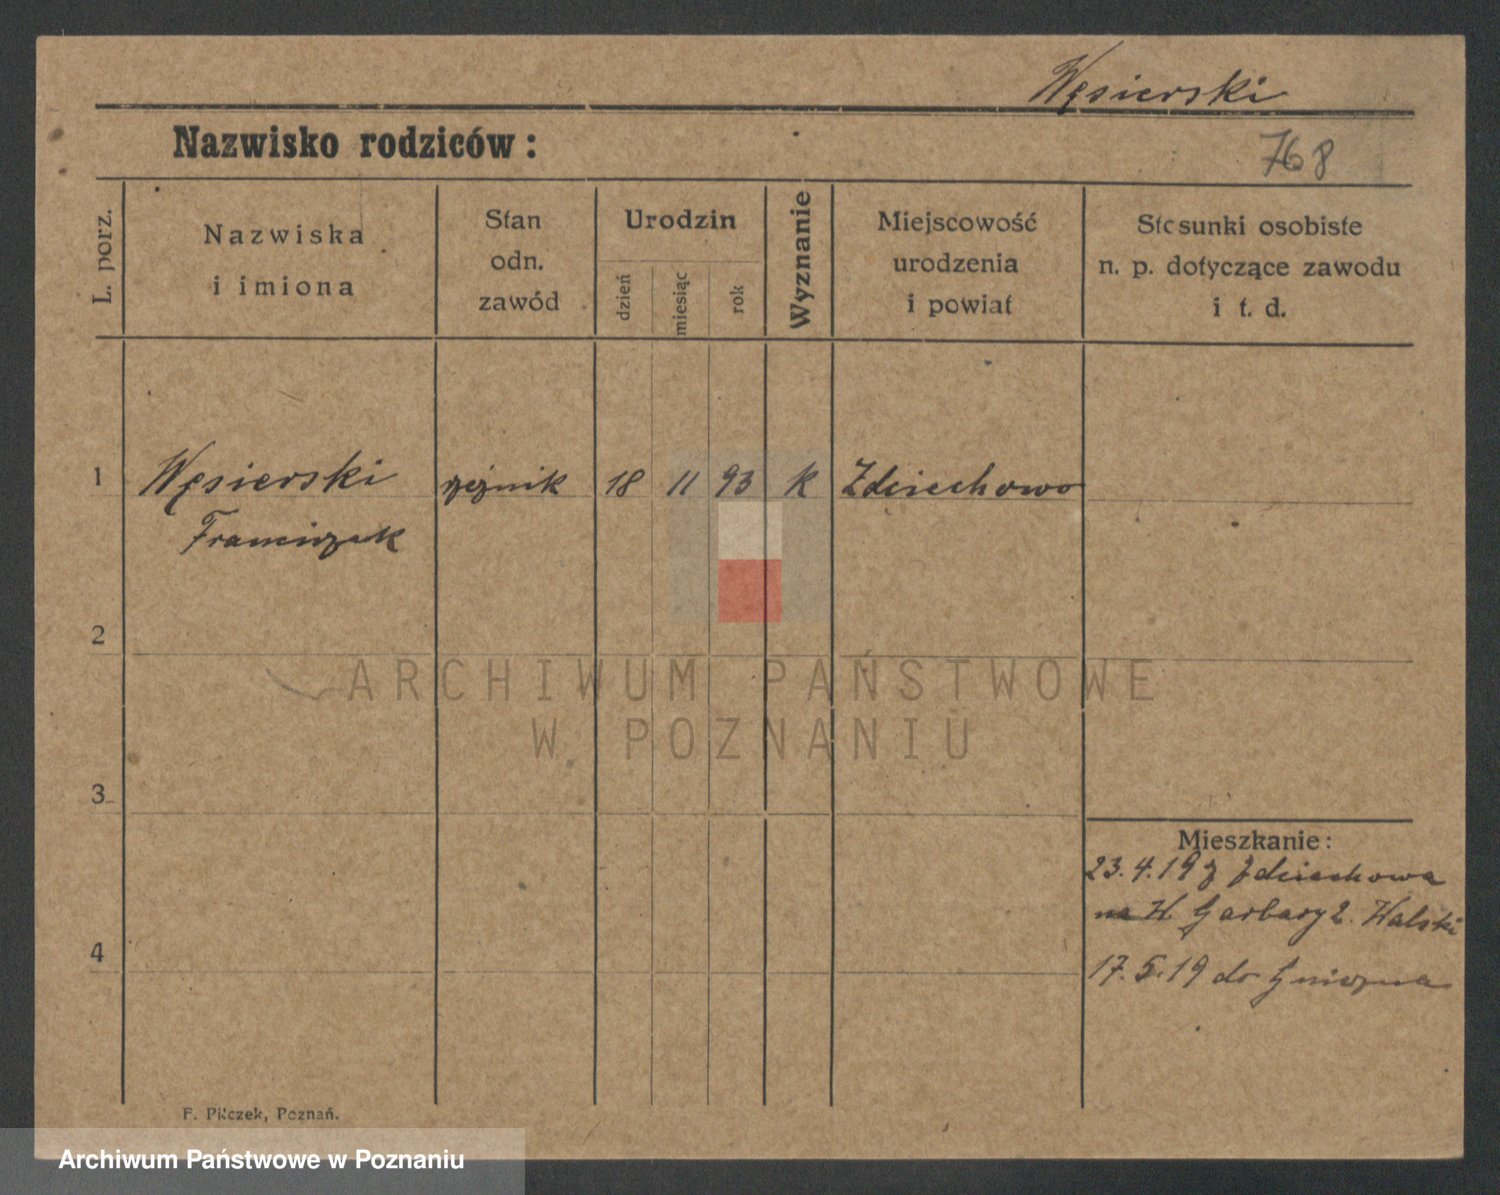 Węsierski
Nazwisko rodziców:
768
L. porz.
Nazwiska
i imiona
Stan
odn.
zawód
Urodzin
dzień
miesiąc
rok
Wyznanie
Miejscowość
urodzenia
i powiat
Stosunki osobiste
n. p. dotyczące zawodu
i t. d.
1 Węsierski rzeźnik 18 11 93 k Zdziechowo
Franciszek
2
ARCHIWUM PAŃSTWOWE
W POZNANIU
3
Mieszkanie:
23.4.19 z Zdziechowa
na W. Garbary 2. Walski
4
17.5.19 do Gniezna
F. Pilczek, Poznań.
Archiwum Państwowe w Poznaniu